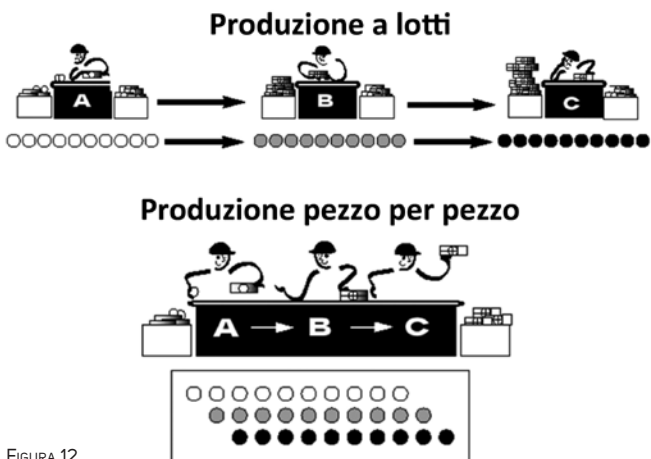 Produzione a lotti
A
B
C
Produzione pezzo per pezzo
A → B → C
FIGURA 12